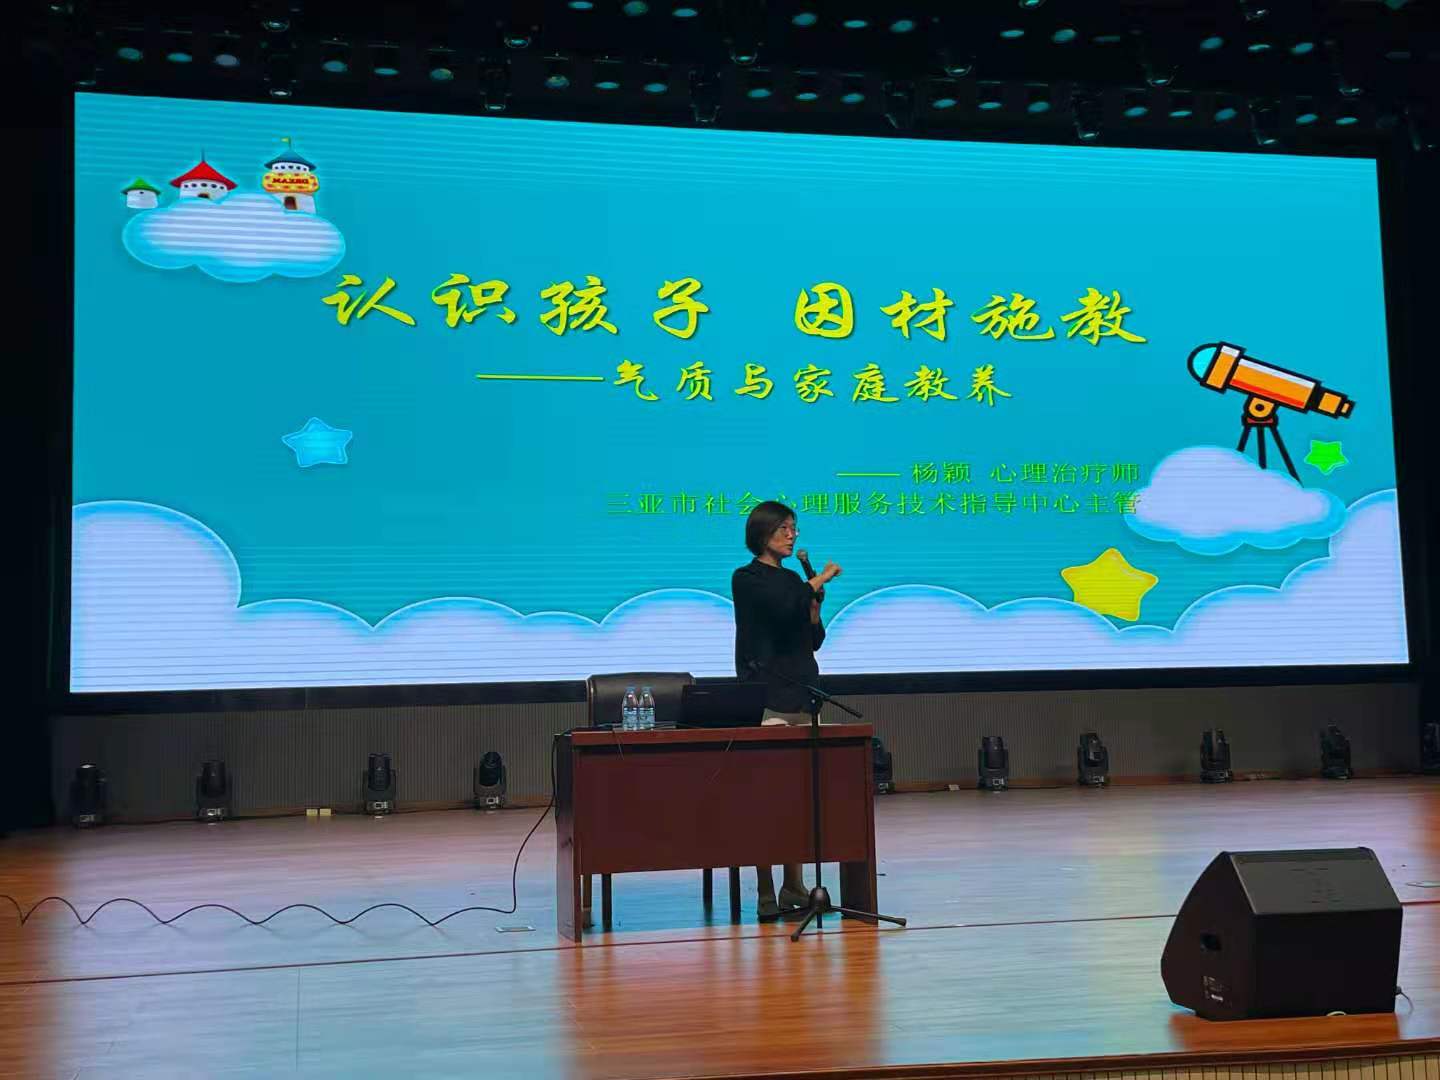 认识孩子 因材施教
——气质与家庭教养
—— 杨颖 心理治疗师
三亚市社会心理服务技术指导中心主管